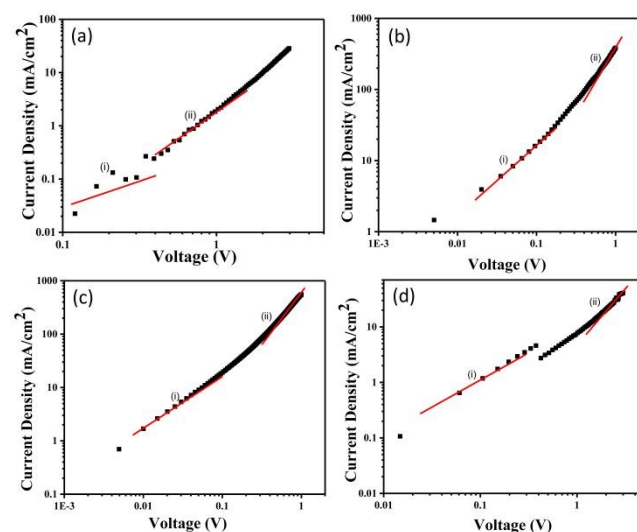 (a)
100
10
1
0.1
0.01
(i)
(ii)
0.1
1
Voltage (V)
Current Density (mA/cm²)
(b)
1000
100
10
1
(i)
(ii)
1E-3
0.01
0.1
1
Voltage (V)
Current Density (mA/cm²)
(c)
1000
100
10
1
0.1
(i)
(ii)
1E-3
0.01
0.1
1
Voltage (V)
Current Density (mA/cm²)
(d)
10
1
0.1
0.01
(i)
(ii)
0.01
0.1
1
Voltage (V)
Current Density (mA/cm²)